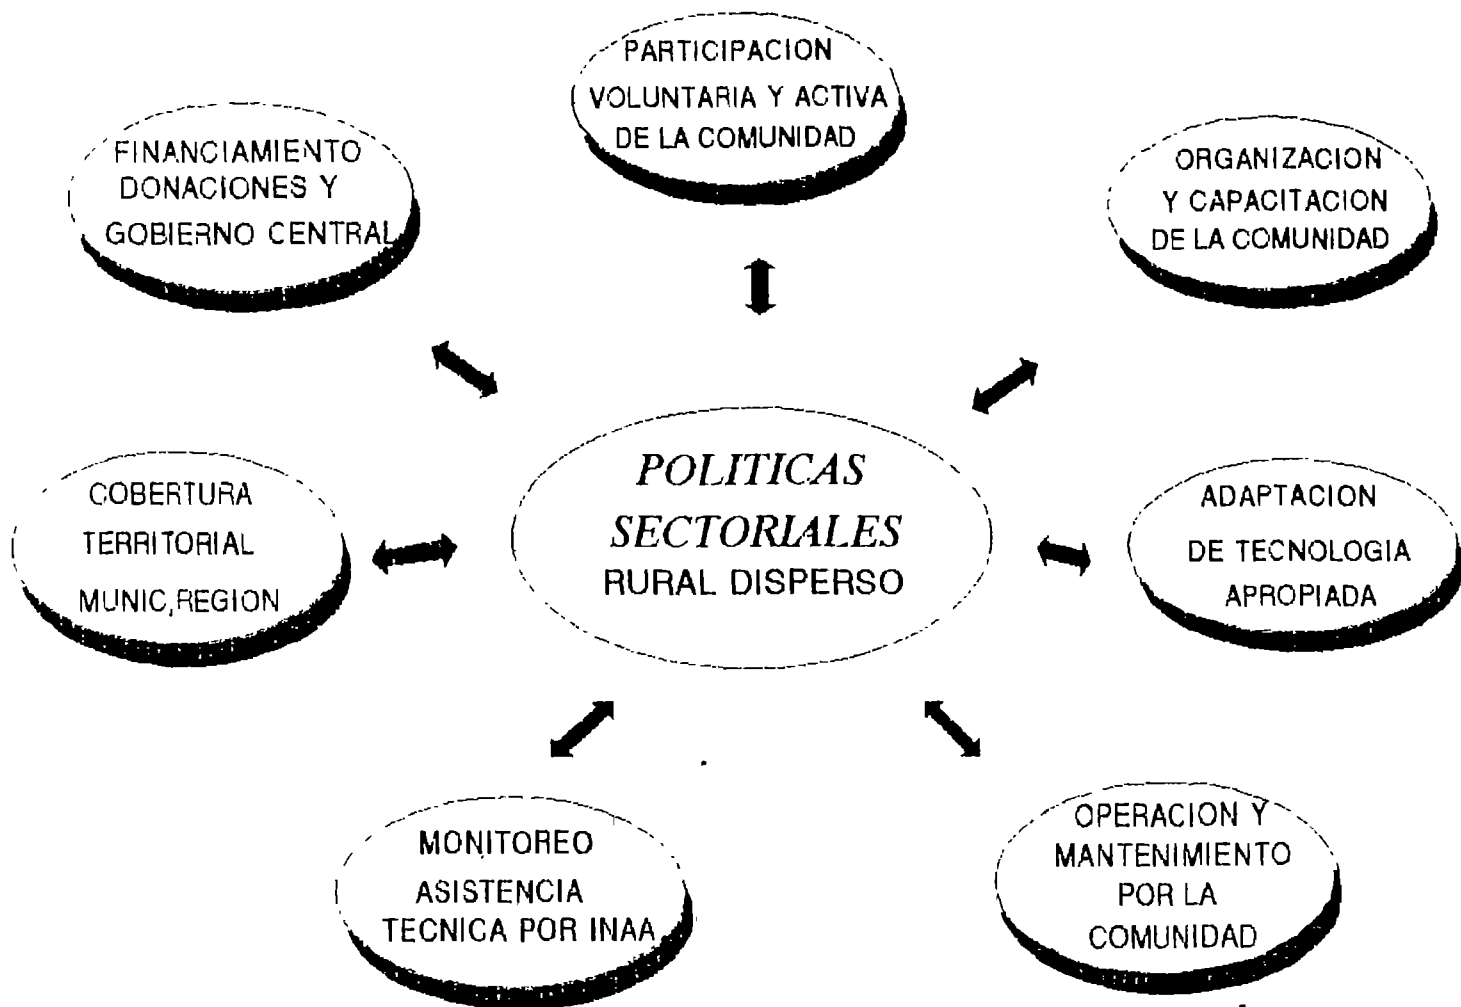 PARTICIPACION
VOLUNTARIA Y ACTIVA
DE LA COMUNIDAD
FINANCIAMIENTO
DONACIONES Y
GOBIERNO CENTRAL
ORGANIZACION
Y CAPACITACION
DE LA COMUNIDAD
POLITICAS
SECTORIALES
RURAL DISPERSO
COBERTURA
TERRITORIAL
MUNIC,REGION
ADAPTACION
DE TECNOLOGIA
APROPIADA
MONITOREO
ASISTENCIA
TECNICA POR INAA
OPERACION Y
MANTENIMIENTO
POR LA
COMUNIDAD